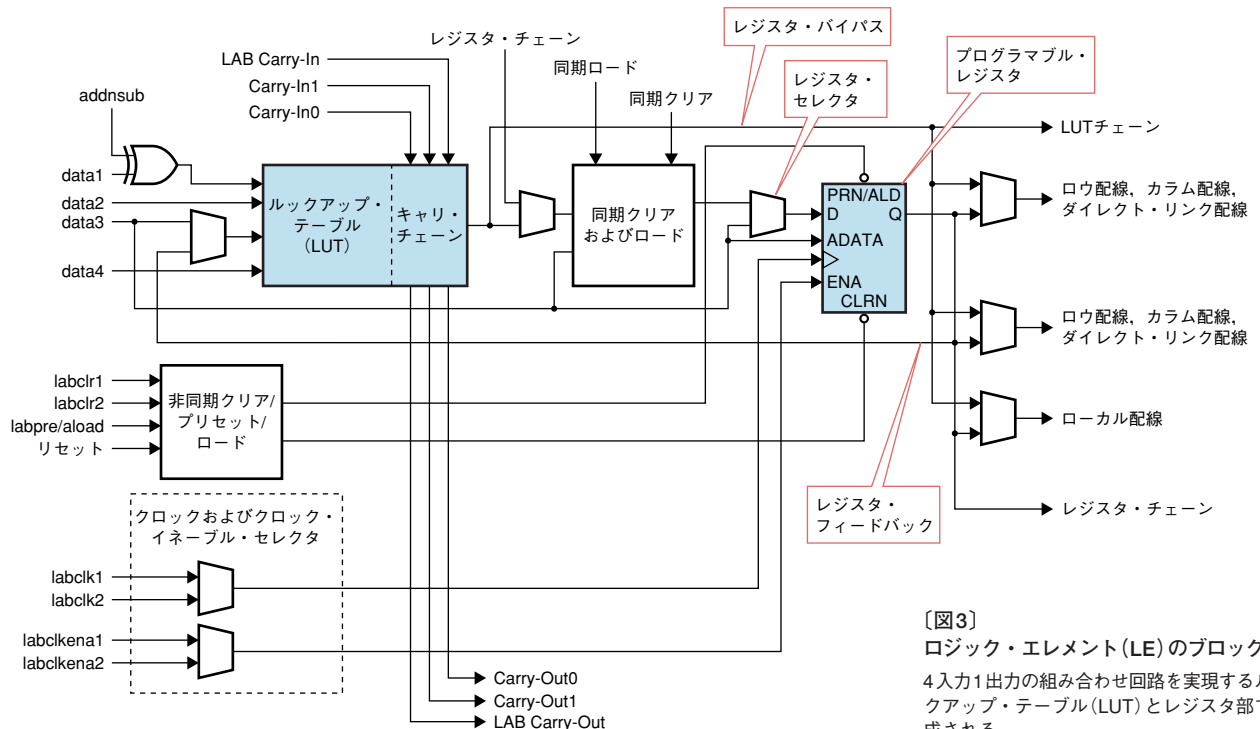 レジスタ・バイパス
レジスタ・チェーン
LAB Carry-In
Carry-In1
Carry-In0
同期ロード
同期クリア
レジスタ・
セレクタ
プログラマブル・
レジスタ
addnsub
data1
data2
data3
data4
ルックアップ・
テーブル
(LUT)
キャリ・
チェーン
同期クリア
およびロード
PRN/ALD
D
Q
ADATA
ENA
CLRN
LUTチェーン
ロウ配線，カラム配線，
ダイレクト・リンク配線
ロウ配線，カラム配線，
ダイレクト・リンク配線
ローカル配線
レジスタ・チェーン
レジスタ・
フィードバック
labclr1
labclr2
labpre/aload
リセット
非同期クリア/
プリセット/
ロード
クロックおよびクロック・
イネーブル・セレクタ
labclk1
labclk2
labclkena1
labclkena2
Carry-Out0
Carry-Out1
LAB Carry-Out
〔図3〕
ロジック・エレメント(LE)のブロック
4入力1出力の組み合わせ回路を実現する
クアップ・テーブル(LUT)とレジスタ部